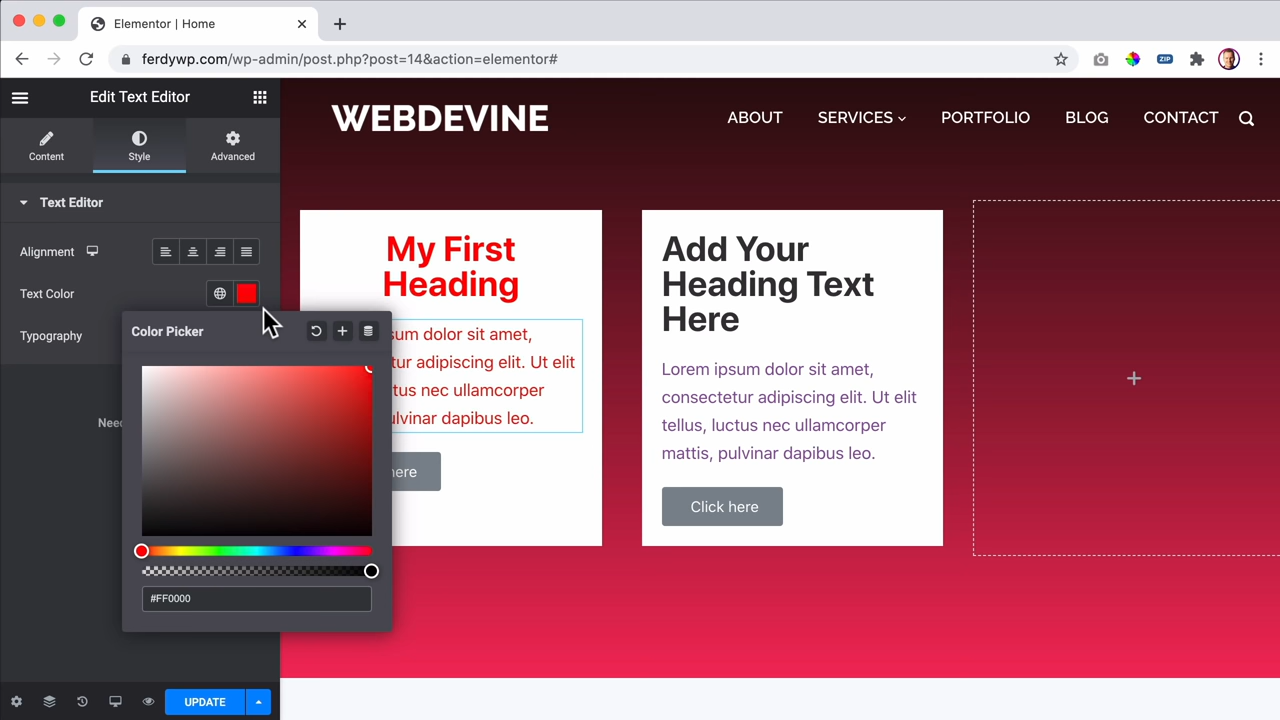 Elementor | Home
ferdywp.com/wp-admin/post.php?post=14&action=elementor#
ZIP
Edit Text Editor
Content
Style
Advanced
Text Editor
Alignment
Text Color
Typography
Color Picker
#FF0000
UPDATE
WEBDEVINE
ABOUT
SERVICES
PORTFOLIO
BLOG
CONTACT
My First
Heading
sum dolor sit amet,
tur adipiscing elit. Ut elit
tus nec ullamcorper
ulvinar dapibus leo.
here
Add Your
Heading Text
Here
Lorem ipsum dolor sit amet,
consectetur adipiscing elit. Ut elit
tellus, luctus nec ullamcorper
mattis, pulvinar dapibus leo.
Click here